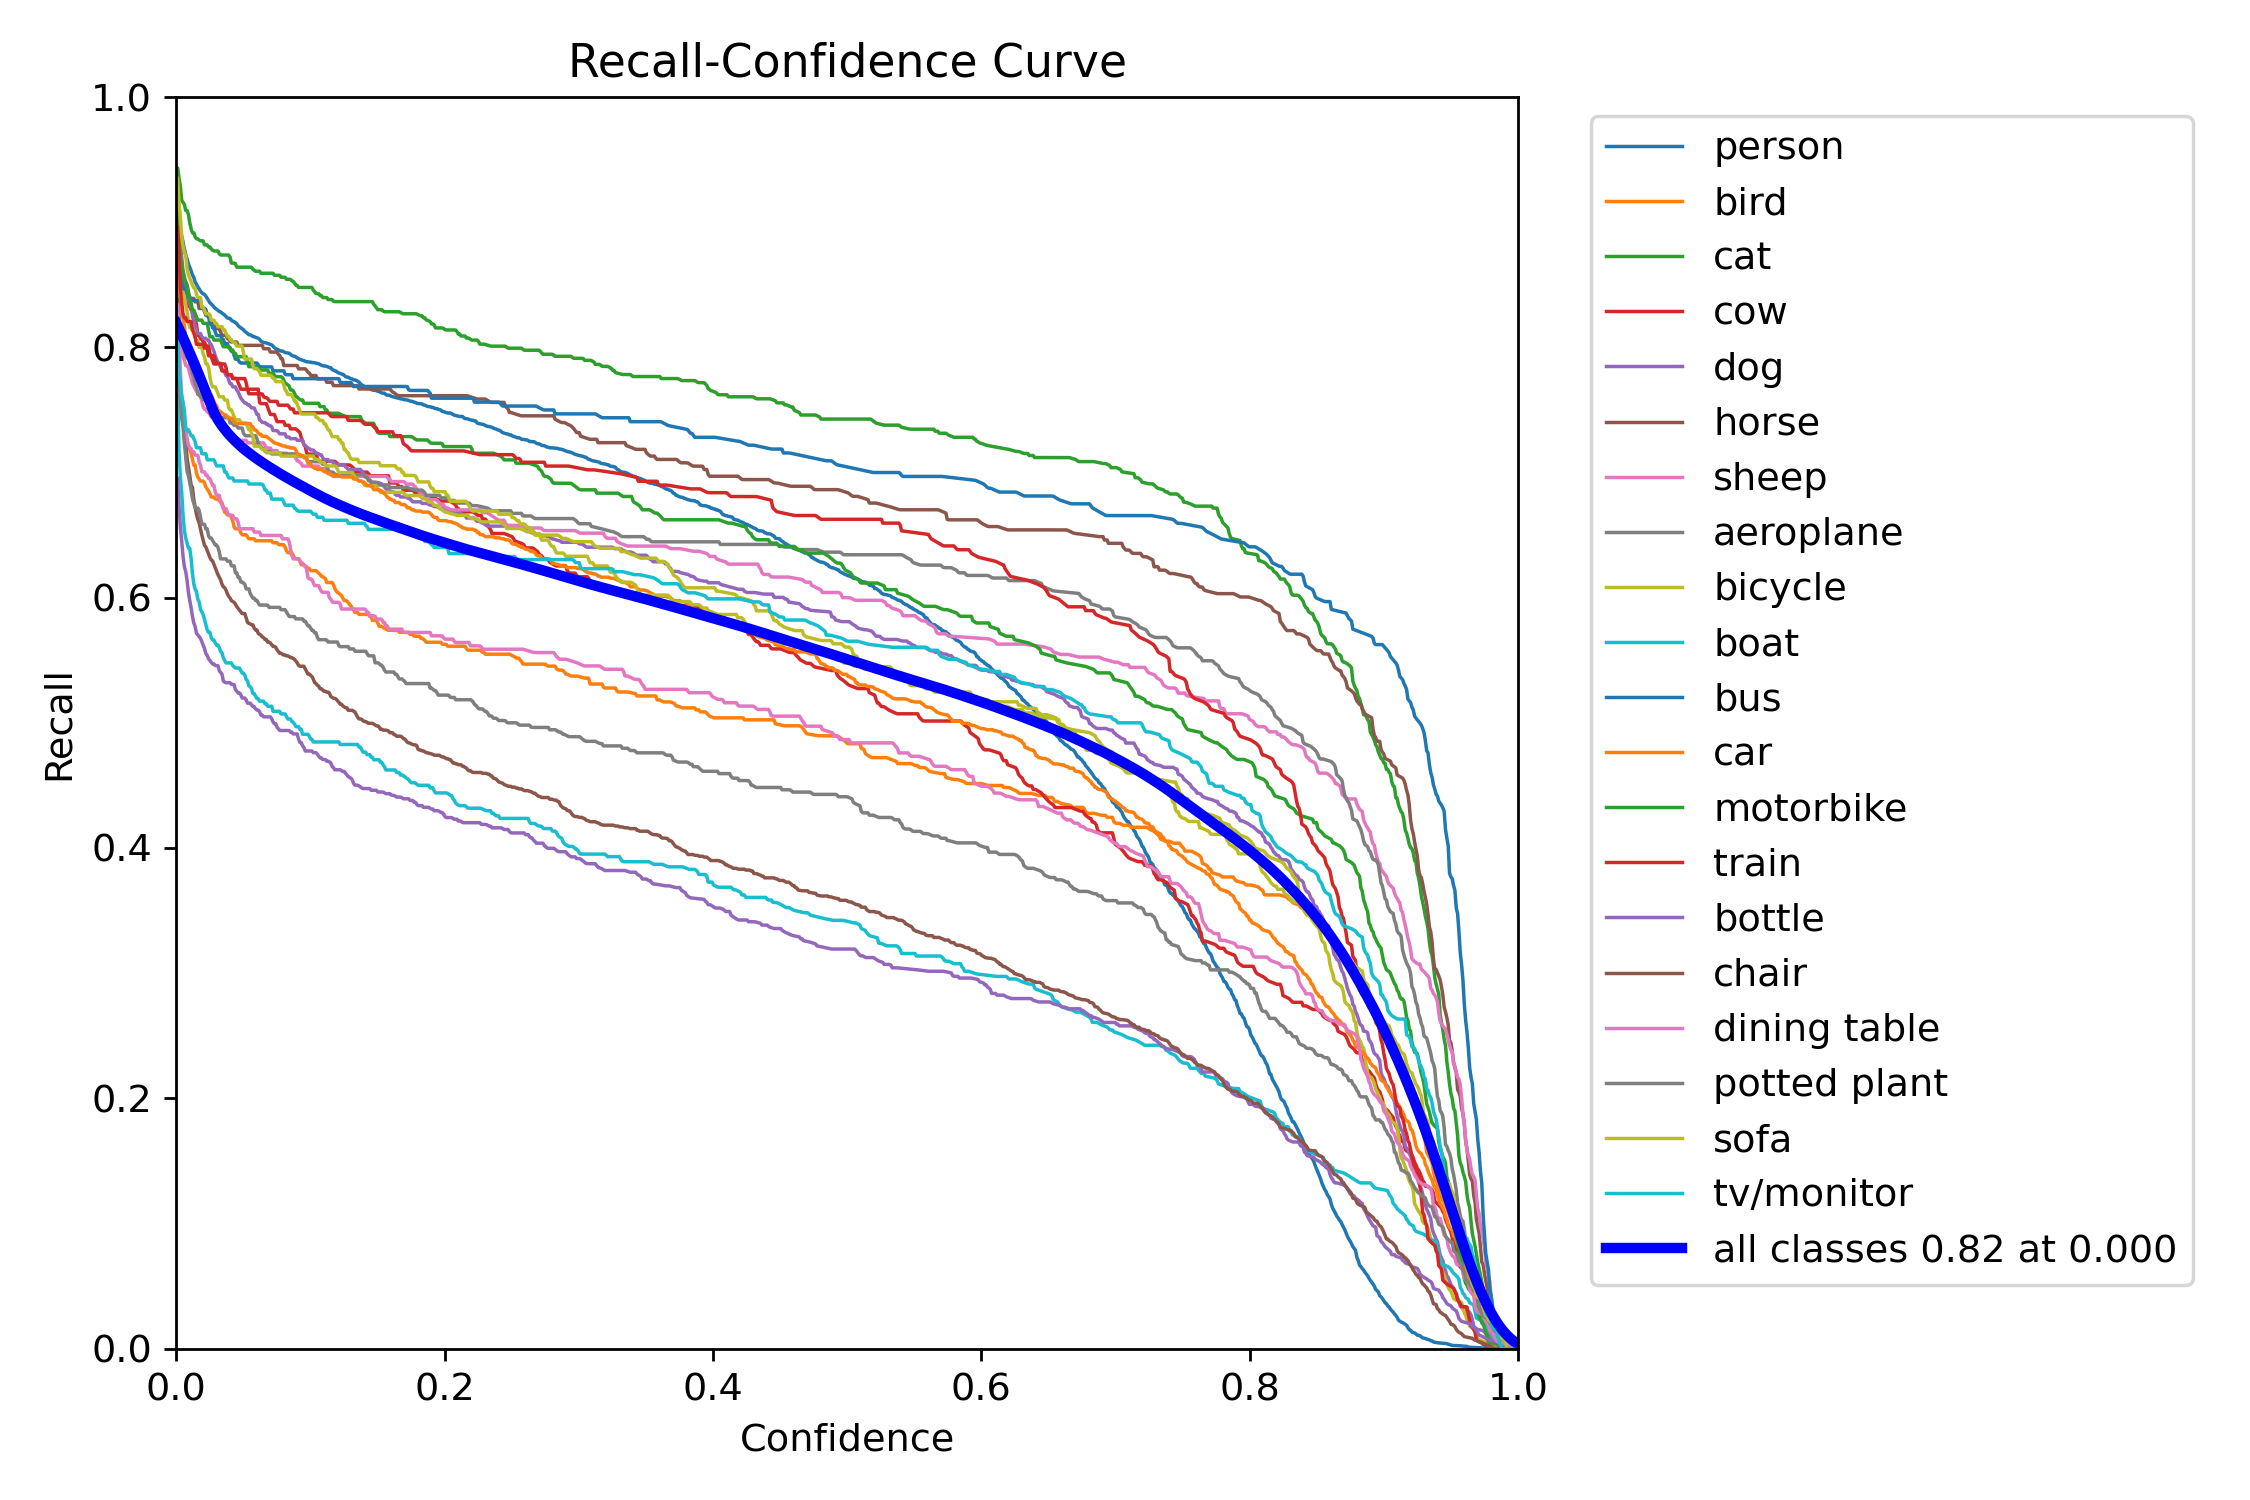 Recall-Confidence Curve
1.0
0.8
0.6
0.4
0.2
0.0
Recall
0.0 0.2 0.4 0.6 0.8 1.0
Confidence
person
bird
cat
cow
dog
horse
sheep
aeroplane
bicycle
boat
bus
car
motorbike
train
bottle
chair
dining table
potted plant
sofa
tv/monitor
all classes 0.82 at 0.000